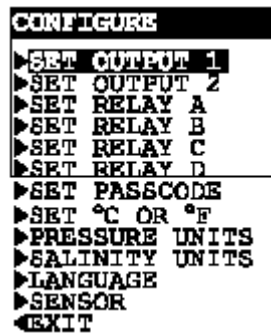 CONFIGURE
▶SET OUTPUT 1
▶SET OUTPUT 2
▶SET RELAY A
▶SET RELAY B
▶SET RELAY C
▶SET RELAY D
▶SET PASSCODE
▶SET °C OR °F
▶PRESSURE UNITS
▶SALINITY UNITS
▶LANGUAGE
▶SENSOR
◀EXIT